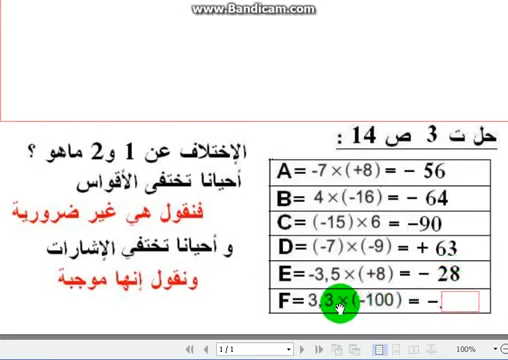 www.Bandicam.com
حل ت 3 ص 14 :
الإختلاف عن 1 و2 ماهو ؟
أحيانا تختفي الأقواس
فنقول هي غير ضرورية
و أحيانا تختفي الإشارات
ونقول إنها موجبة
A= -7 ×(+8) = - 56
B= 4 ×(-16) = - 64
C= (-15) × 6 = -90
D= (-7) × (-9) = + 63
E= -3,5 ×(+8) = - 28
F= 3,3×(-100) = -
1 / 1
100%